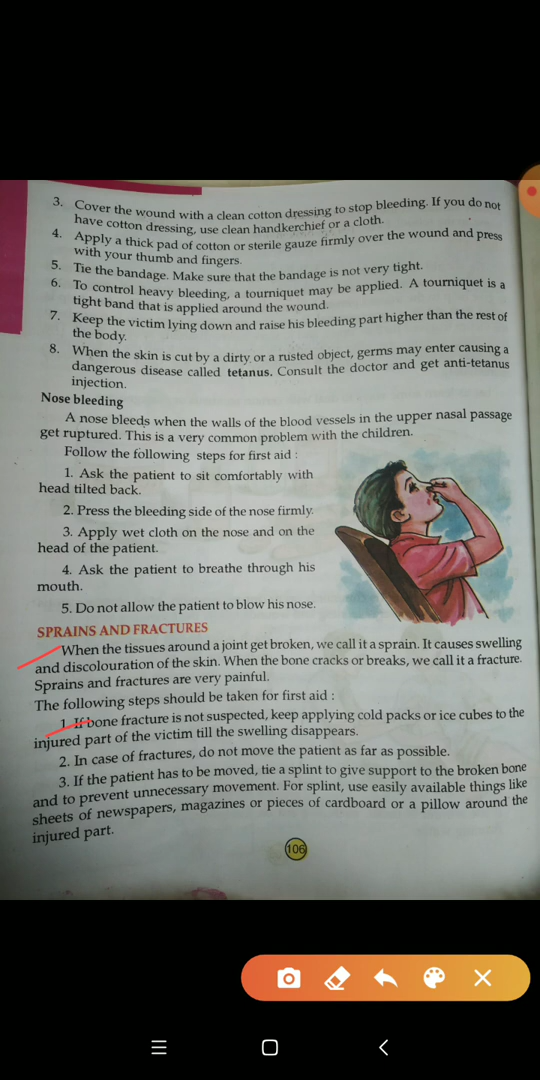 3. Cover the wound with a clean cotton dressing to stop bleeding. If you do not
have cotton dressing, use clean handkerchief or a cloth.
4. Apply a thick pad of cotton or sterile gauze firmly over the wound and press
with your thumb and fingers.
5. Tie the bandage. Make sure that the bandage is not very tight.
6. To control heavy bleeding, a tourniquet may be applied. A tourniquet is a
tight band that is applied around the wound.
7. Keep the victim lying down and raise his bleeding part higher than the rest of
the body.
8. When the skin is cut by a dirty or a rusted object, germs may enter causing a
dangerous disease called tetanus. Consult the doctor and get anti-tetanus
injection.
Nose bleeding
A nose bleeds when the walls of the blood vessels in the upper nasal passage
get ruptured. This is a very common problem with the children.
Follow the following steps for first aid :
1. Ask the patient to sit comfortably with
head tilted back.
2. Press the bleeding side of the nose firmly.
3. Apply wet cloth on the nose and on the
head of the patient.
4. Ask the patient to breathe through his
mouth.
5. Do not allow the patient to blow his nose.
SPRAINS AND FRACTURES
When the tissues around a joint get broken, we call it a sprain. It causes swelling
and discolouration of the skin. When the bone cracks or breaks, we call it a fracture.
Sprains and fractures are very painful.
The following steps should be taken for first aid :
1. If bone fracture is not suspected, keep applying cold packs or ice cubes to the
injured part of the victim till the swelling disappears.
2. In case of fractures, do not move the patient as far as possible.
3. If the patient has to be moved, tie a splint to give support to the broken bone
and to prevent unnecessary movement. For splint, use easily available things like
sheets of newspapers, magazines or pieces of cardboard or a pillow around the
injured part.
106